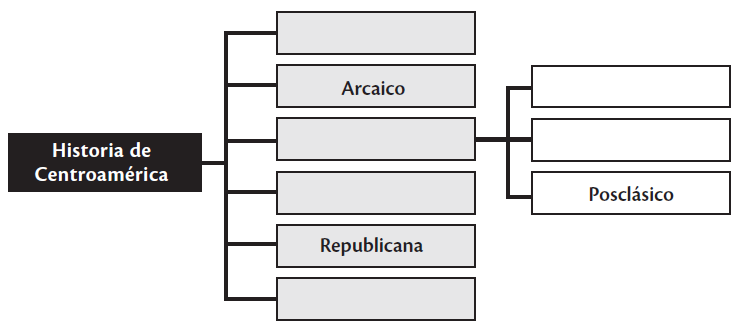 Historia de
Centroamérica
Arcaico
Republicana
Posclásico